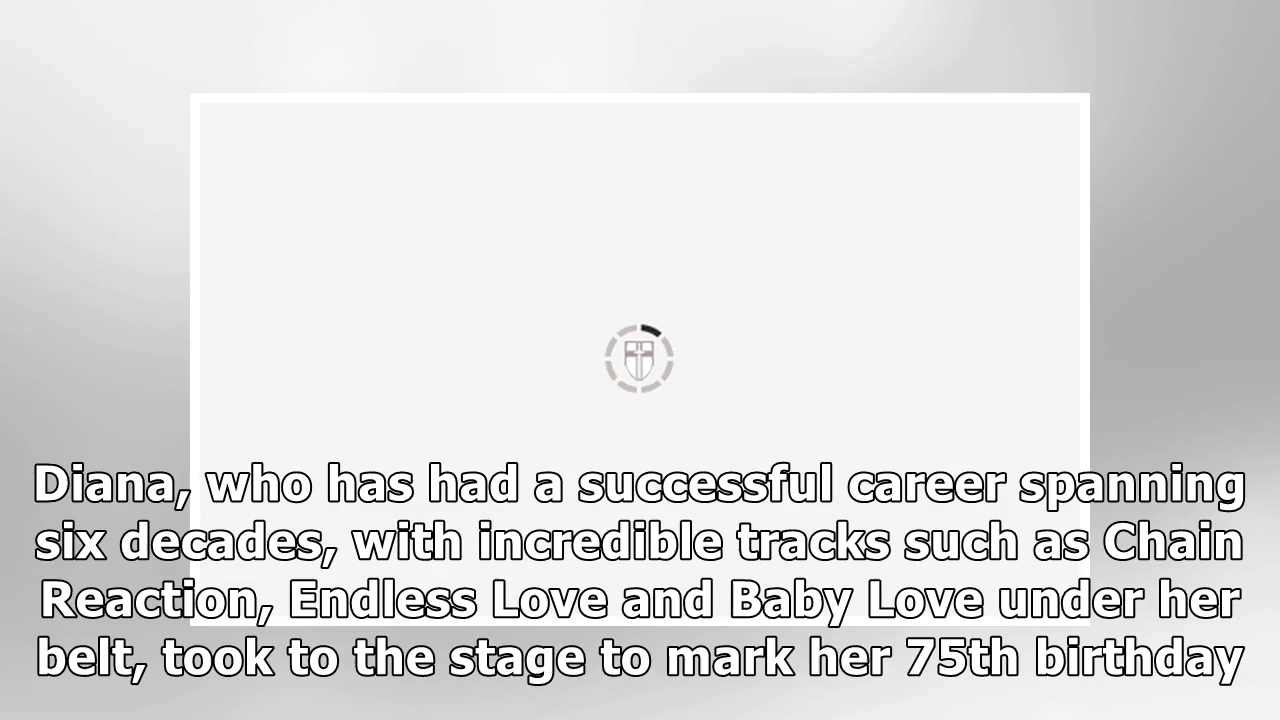 Diana, who has had a successful career spanning
six decades, with incredible tracks such as Chain
Reaction, Endless Love and Baby Love under her
belt, took to the stage to mark her 75th birthday